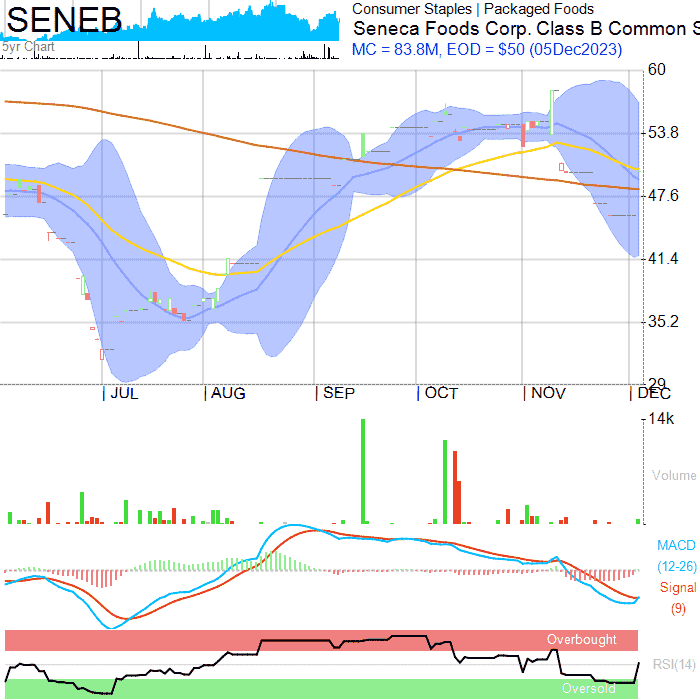 SENEB
5yr Chart
Consumer Staples | Packaged Foods
Seneca Foods Corp. Class B Common S
MC = 83.8M, EOD = $50 (05Dec2023)
60
53.8
47.6
41.4
35.2
29
JUL AUG SEP OCT NOV DEC
14k
Volume
MACD
(12-26)
Signal
(9)
Overbought
RSI(14)
Oversold